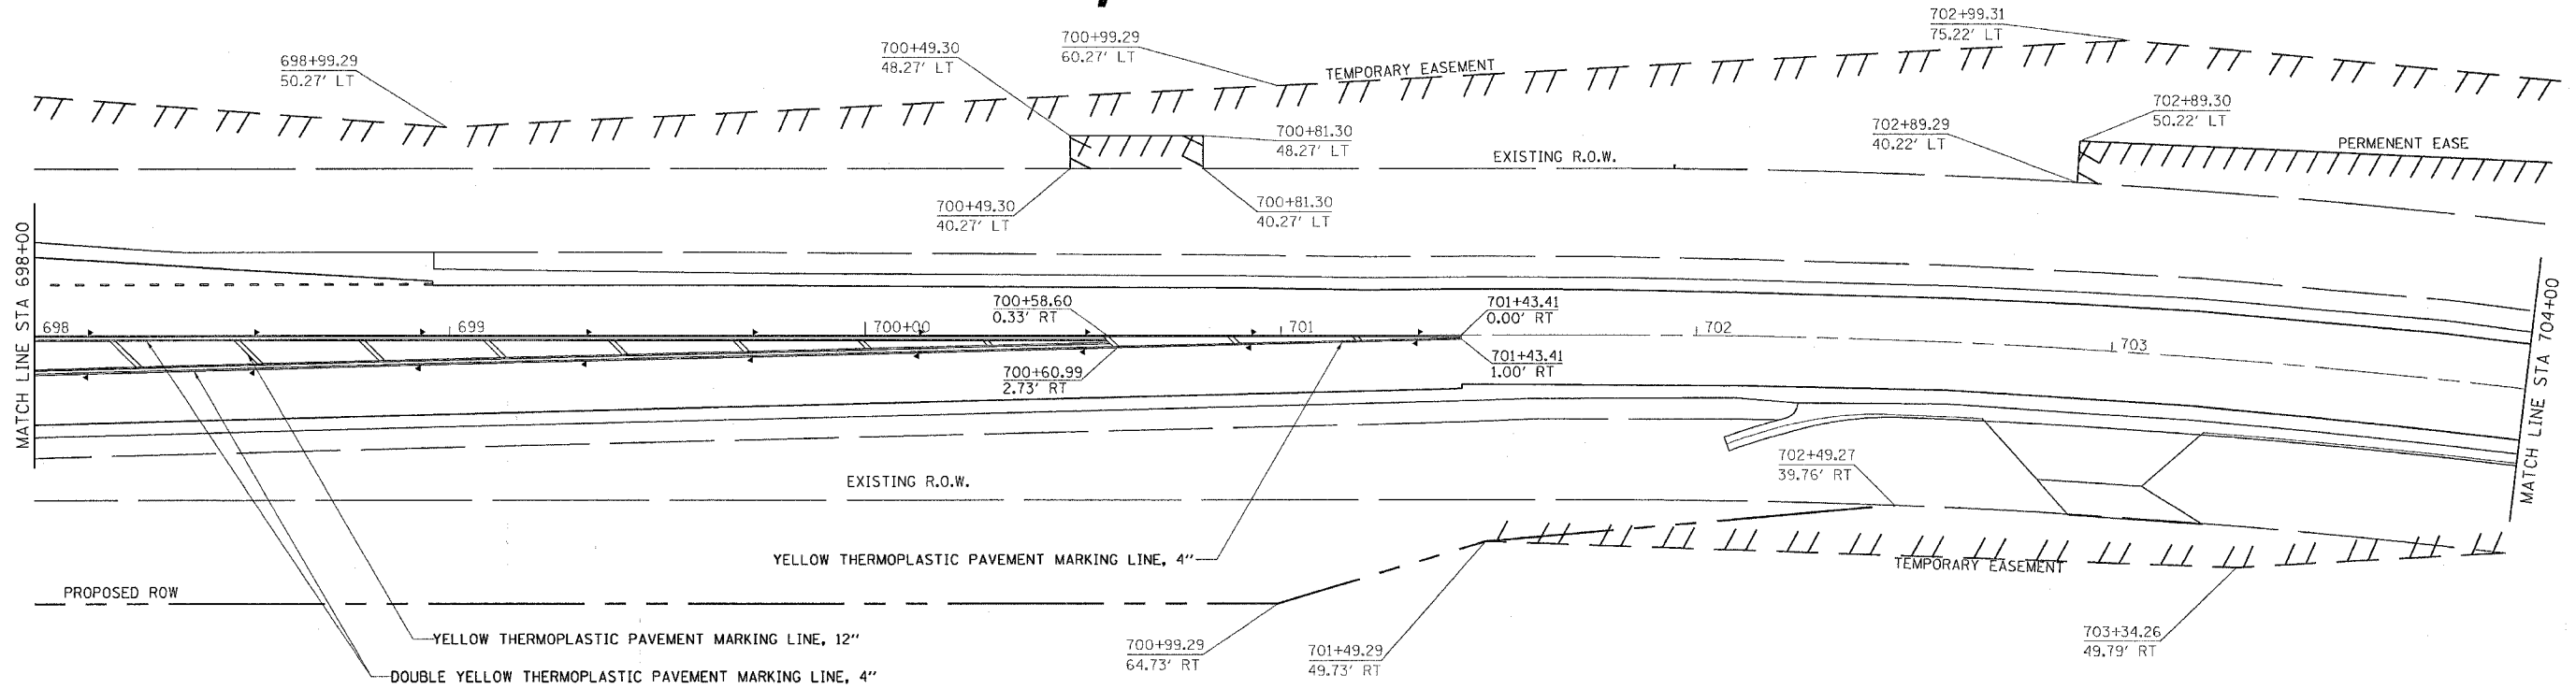 702+99.31
75.22' LT
700+99.29
60.27' LT
700+49.30
48.27' LT
698+99.29
50.27' LT
TEMPORARY EASEMENT
702+89.30
50.22' LT
700+81.30
48.27' LT
702+89.29
40.22' LT
PERMENENT EASE
EXISTING R.O.W.
700+49.30
40.27' LT
700+81.30
40.27' LT
MATCH LINE STA 698+00
MATCH LINE STA 704+00
700+58.60
0.33' RT
701+43.41
0.00' RT
698
699
700+00
701
702
703
701+43.41
1.00' RT
700+60.99
2.73' RT
702+49.27
39.76' RT
EXISTING R.O.W.
YELLOW THERMOPLASTIC PAVEMENT MARKING LINE, 4"
TEMPORARY EASEMENT
PROPOSED ROW
YELLOW THERMOPLASTIC PAVEMENT MARKING LINE, 12"
700+99.29
64.73' RT
701+49.29
49.73' RT
703+34.26
49.79' RT
DOUBLE YELLOW THERMOPLASTIC PAVEMENT MARKING LINE, 4"